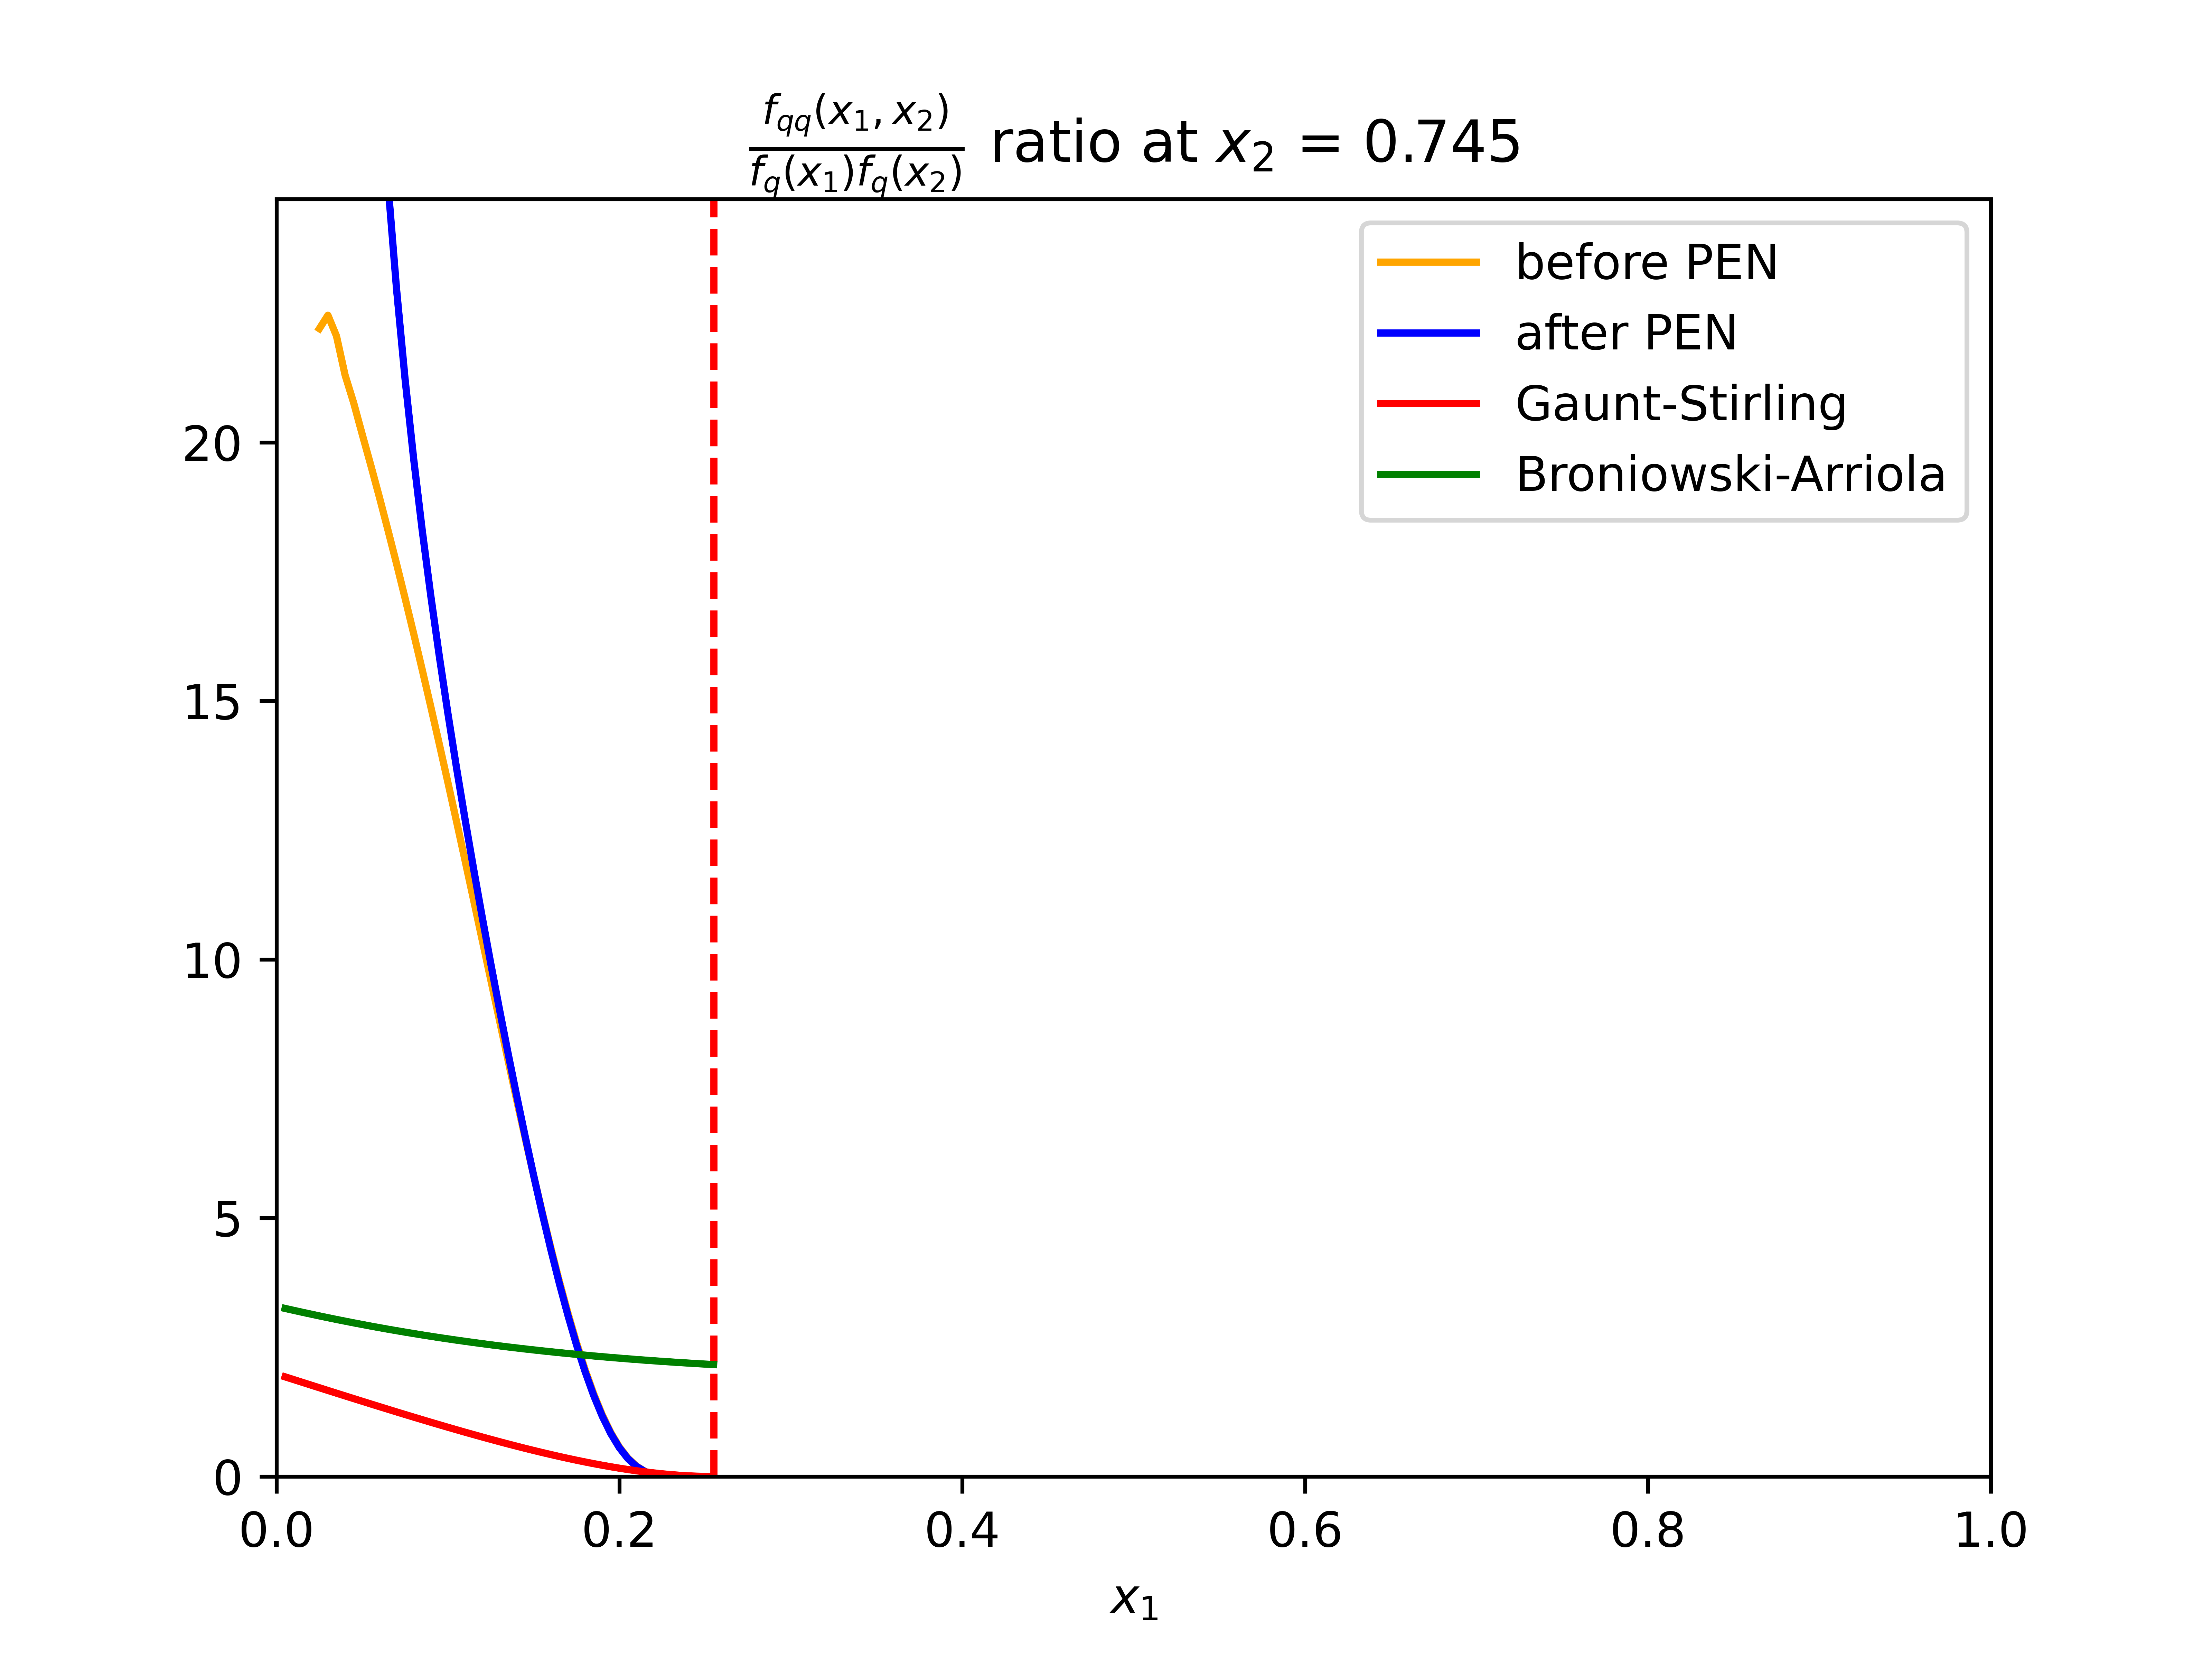 f_qq(x_1, x_2) / f_q(x_1)f_q(x_2) ratio at x_2 = 0.745
before PEN
after PEN
Gaunt-Stirling
Broniowski-Arriola
20
15
10
5
0
0.0 0.2 0.4 0.6 0.8 1.0
x_1